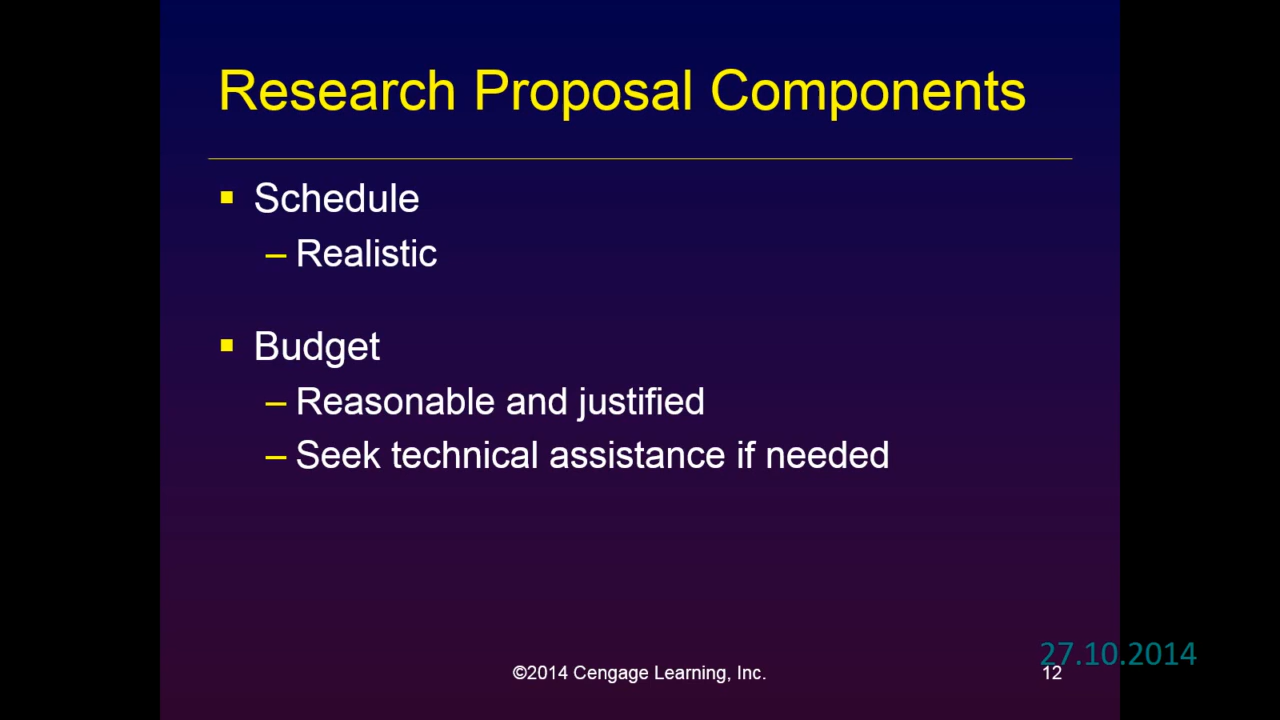 Research Proposal Components
▪ Schedule
– Realistic
▪ Budget
– Reasonable and justified
– Seek technical assistance if needed
27.10.2014
©2014 Cengage Learning, Inc.
12